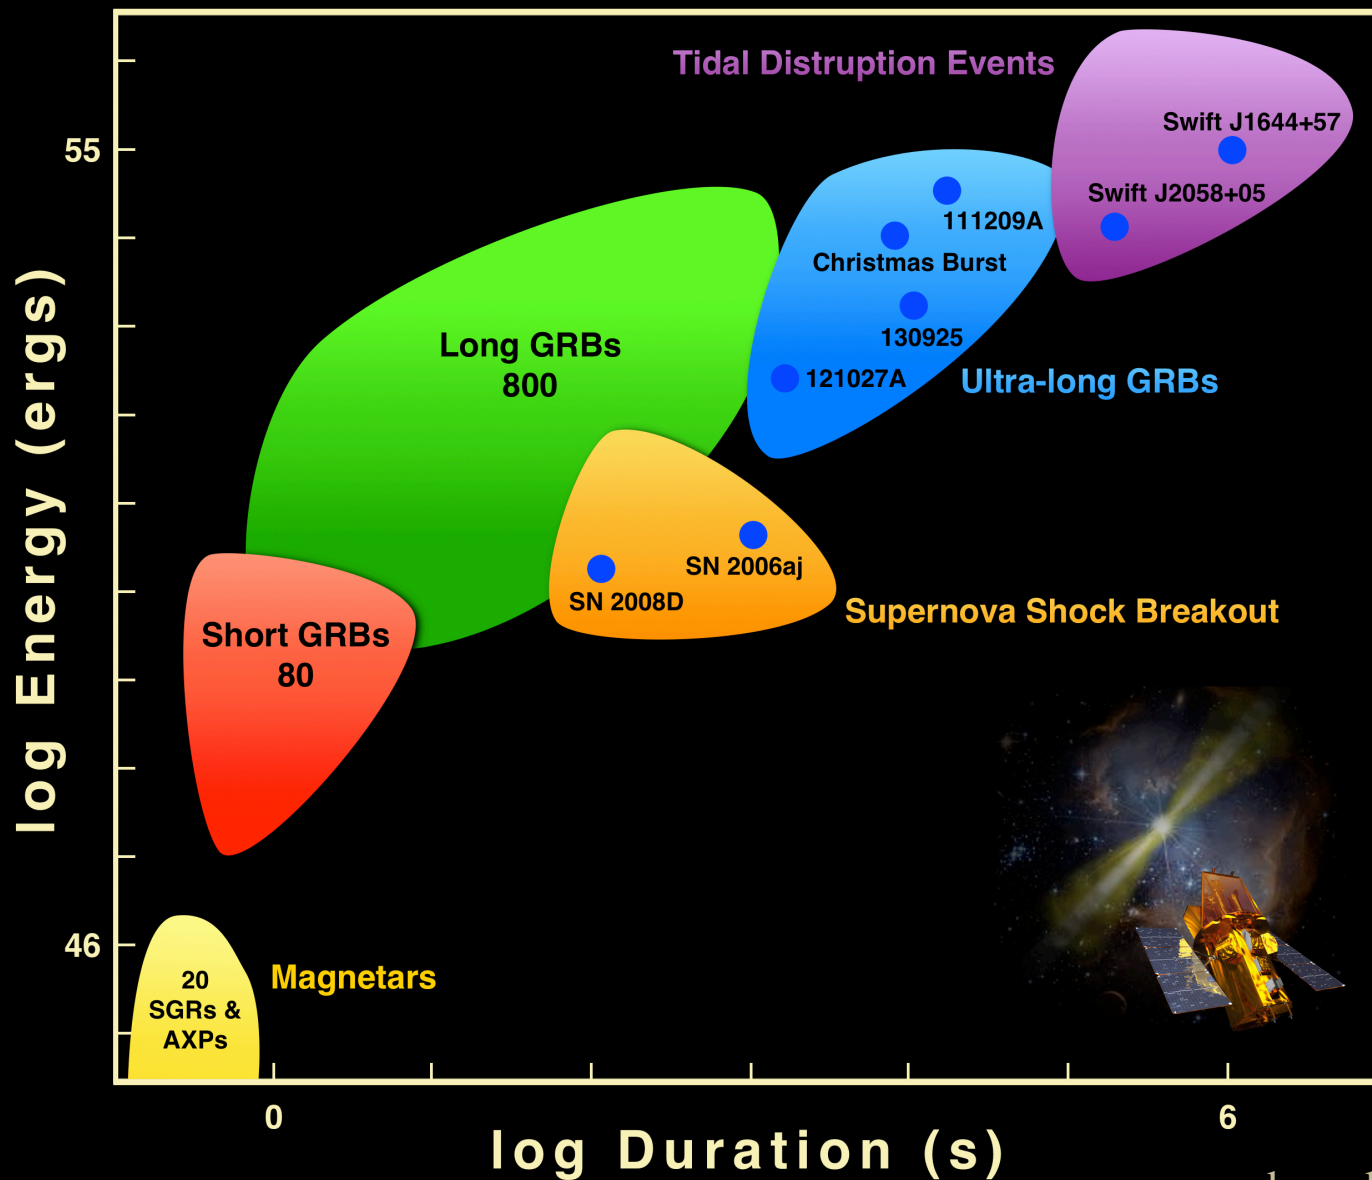 Tidal Distruption Events
Swift J1644+57
55
Swift J2058+05
111209A
Christmas Burst
130925
Long GRBs
800
121027A
Ultra-long GRBs
log Energy (ergs)
SN 2006aj
SN 2008D
Supernova Shock Breakout
Short GRBs
80
46
20
SGRs &
AXPs
Magnetars
0
6
log Duration (s)